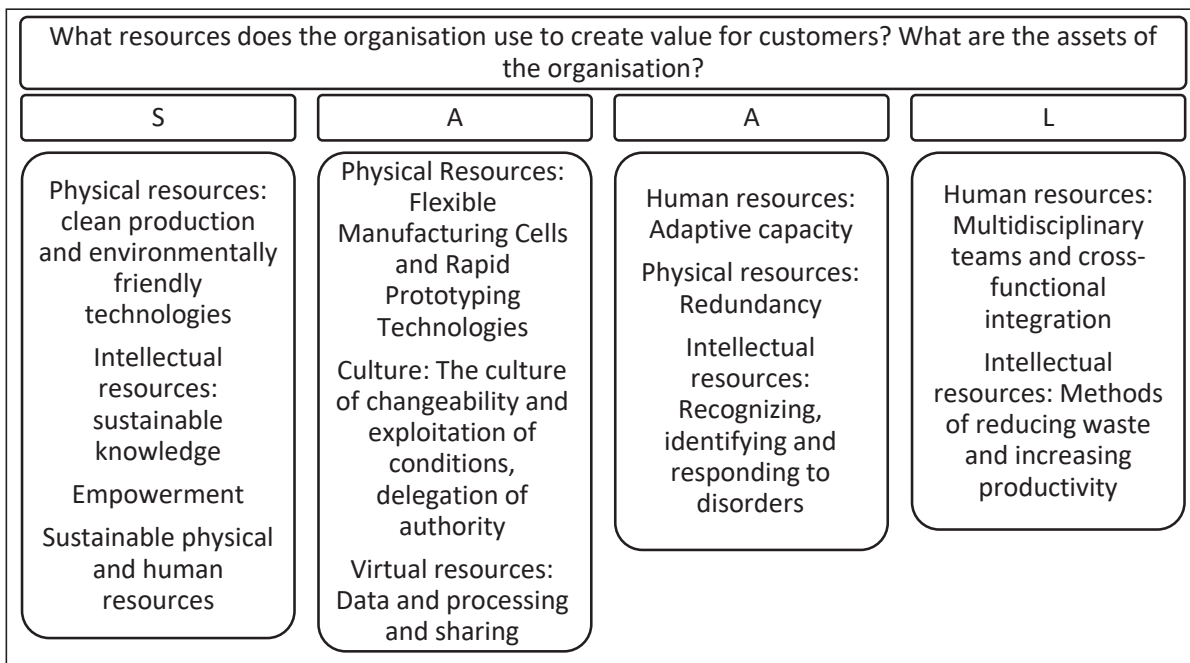 What resources does the organisation use to create value for customers? What are the assets of
the organisation?
S
A
A
L
Physical resources:
clean production
and environmentally
friendly
technologies
Intellectual
resources:
sustainable
knowledge
Empowerment
Sustainable physical
and human
resources
Physical Resources:
Flexible
Manufacturing Cells
and Rapid
Prototyping
Technologies
Culture: The culture
of changeability and
exploitation of
conditions,
delegation of
authority
Virtual resources:
Data and processing
and sharing
Human resources:
Adaptive capacity
Physical resources:
Redundancy
Intellectual
resources:
Recognizing,
identifying and
responding to
disorders
Human resources:
Multidisciplinary
teams and cross-
functional
integration
Intellectual
resources: Methods
of reducing waste
and increasing
productivity